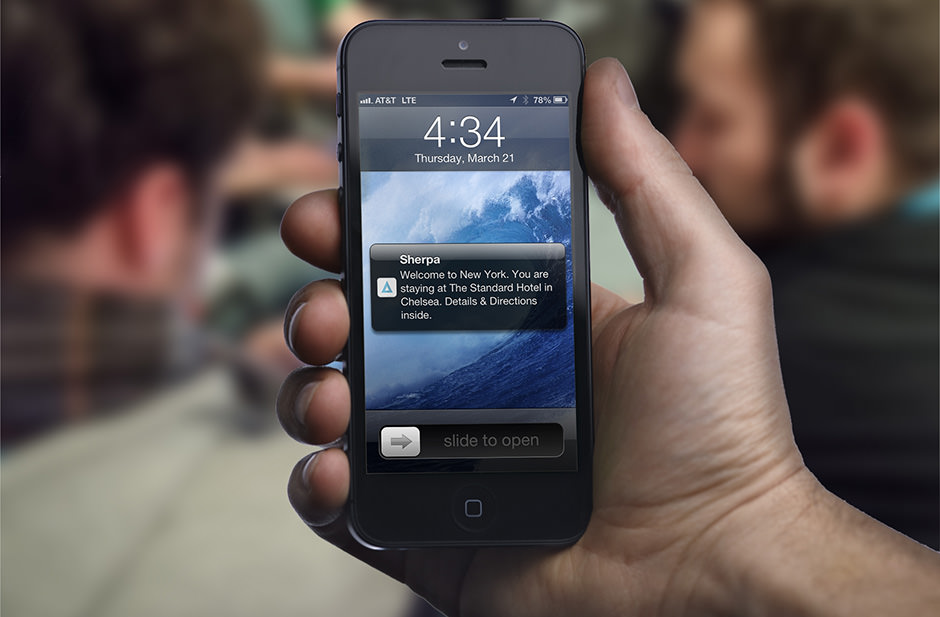 AT&T LTE 78%
4:34
Thursday, March 21
Sherpa
Welcome to New York. You are
staying at The Standard Hotel in
Chelsea. Details & Directions
inside.
slide to open